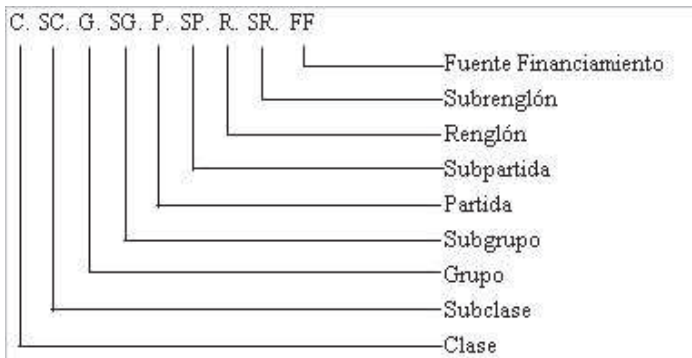 C. SC. G. SG. P. SP. R. SR. FF
Fuente Financiamiento
Subrenglón
Renglón
Subpartida
Partida
Subgrupo
Grupo
Subclase
Clase